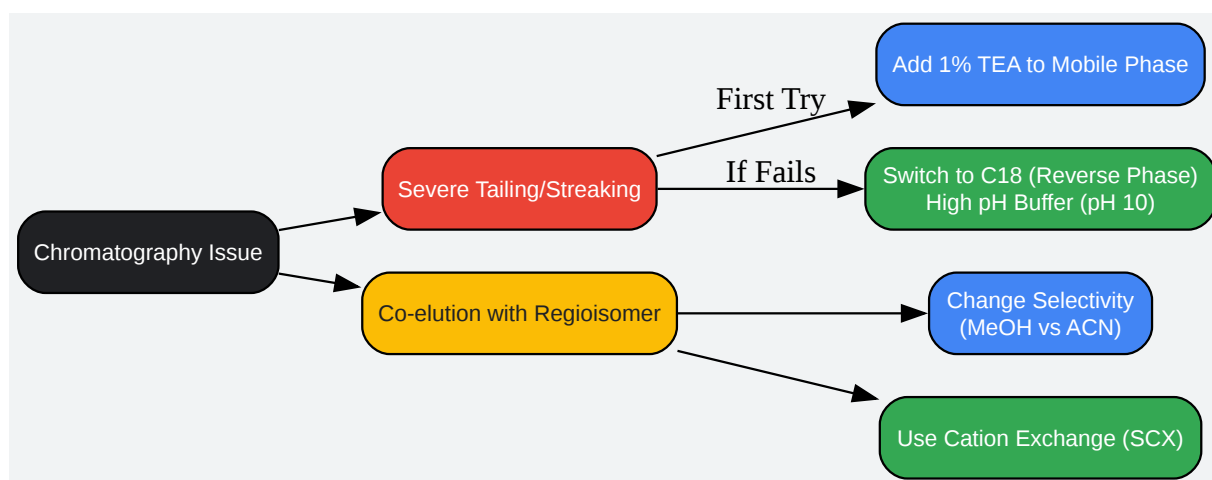 Add 1% TEA to Mobile Phase
First Try
If Fails
Severe Tailing/Streaking
Switch to C18 (Reverse Phase)
High pH Buffer (pH 10)
Chromatography Issue
Co-elution with Regioisomer
Change Selectivity
(MeOH vs ACN)
Use Cation Exchange (SCX)